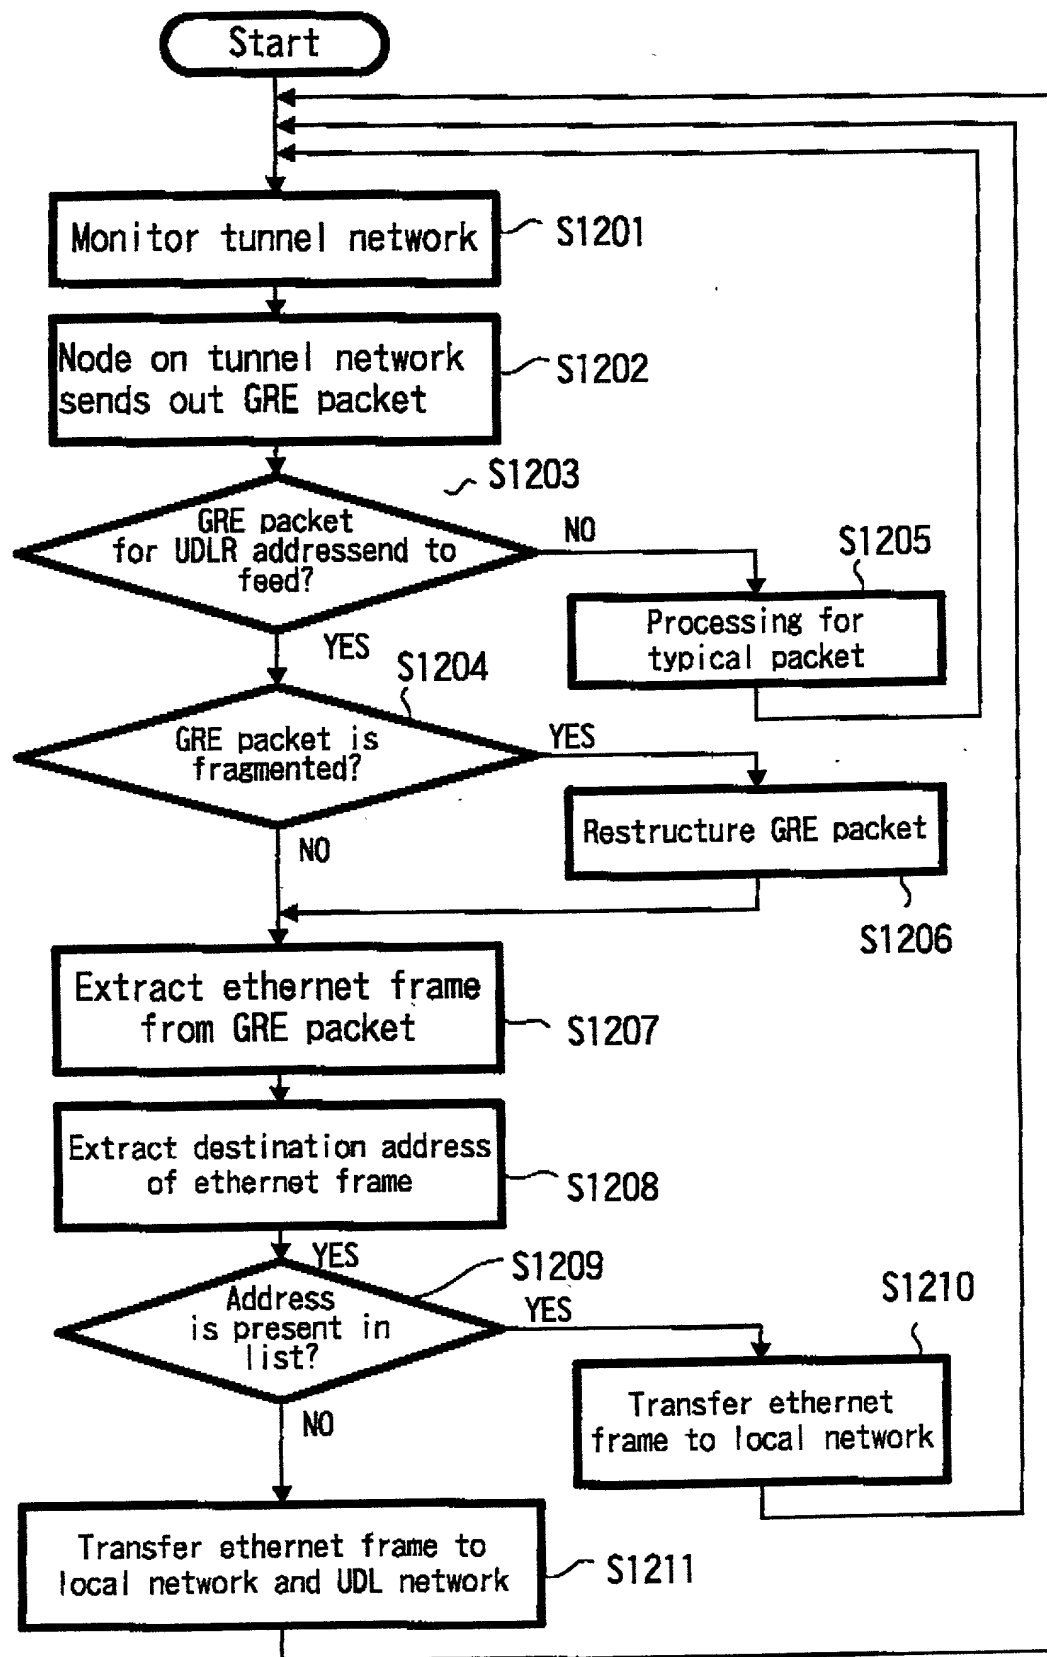 Start
Monitor tunnel network
S1201
Node on tunnel network
sends out GRE packet
S1202
S1203
GRE packet
for UDLR addressend to
feed?
NO
YES
S1205
Processing for
typical packet
S1204
GRE packet is
fragmented?
YES
NO
Restructure GRE packet
S1206
Extract ethernet frame
from GRE packet
S1207
Extract destination address
of ethernet frame
S1208
YES
S1209
Address
is present in
list?
YES
NO
S1210
Transfer ethernet
frame to local network
Transfer ethernet frame to
local network and UDL network
S1211